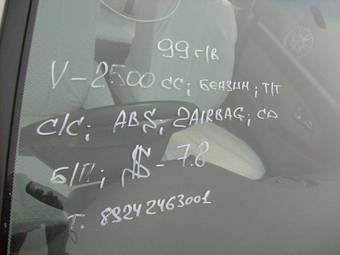 99 г/в
V-2500 CC; БЕНЗИН; T/T
C/C; ABS; 2AIRBAG; CD
Б/П; $-7.8
Т. 89242463001